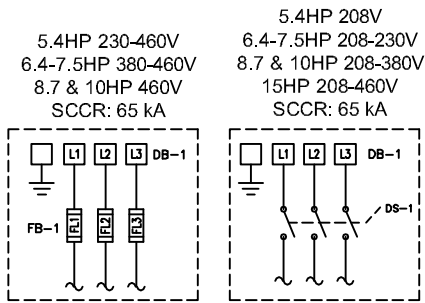 5.4HP 230-460V
6.4-7.5HP 380-460V
8.7 & 10HP 460V
SCCR: 65 kA
L1 L2 L3 DB-1
FB-1 FL1 FL2 FL3
5.4HP 208V
6.4-7.5HP 208-230V
8.7 & 10HP 208-380V
15HP 208-460V
SCCR: 65 kA
L1 L2 L3 DB-1
DS-1